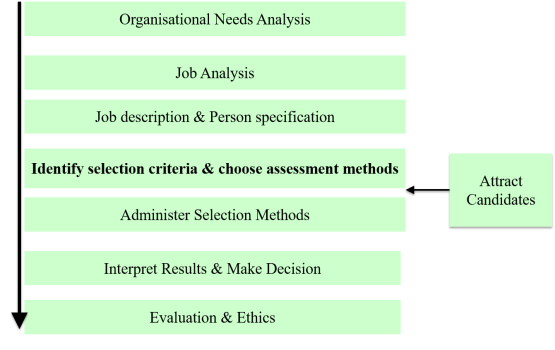 Organisational Needs Analysis
Job Analysis
Job description & Person specification
Identify selection criteria & choose assessment methods
Attract
Candidates
Administer Selection Methods
Interpret Results & Make Decision
Evaluation & Ethics